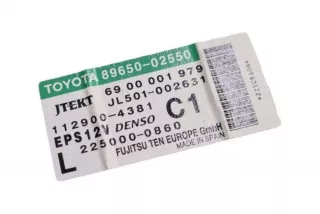 TOYOTA 89650-02550
69 00 001 979
JTEKT JL501-002631
112900-4381 C1
EPS12V DENSO
L 225000-0860
FUJITSU TEN EUROPE GmbH
MADE IN SPAIN